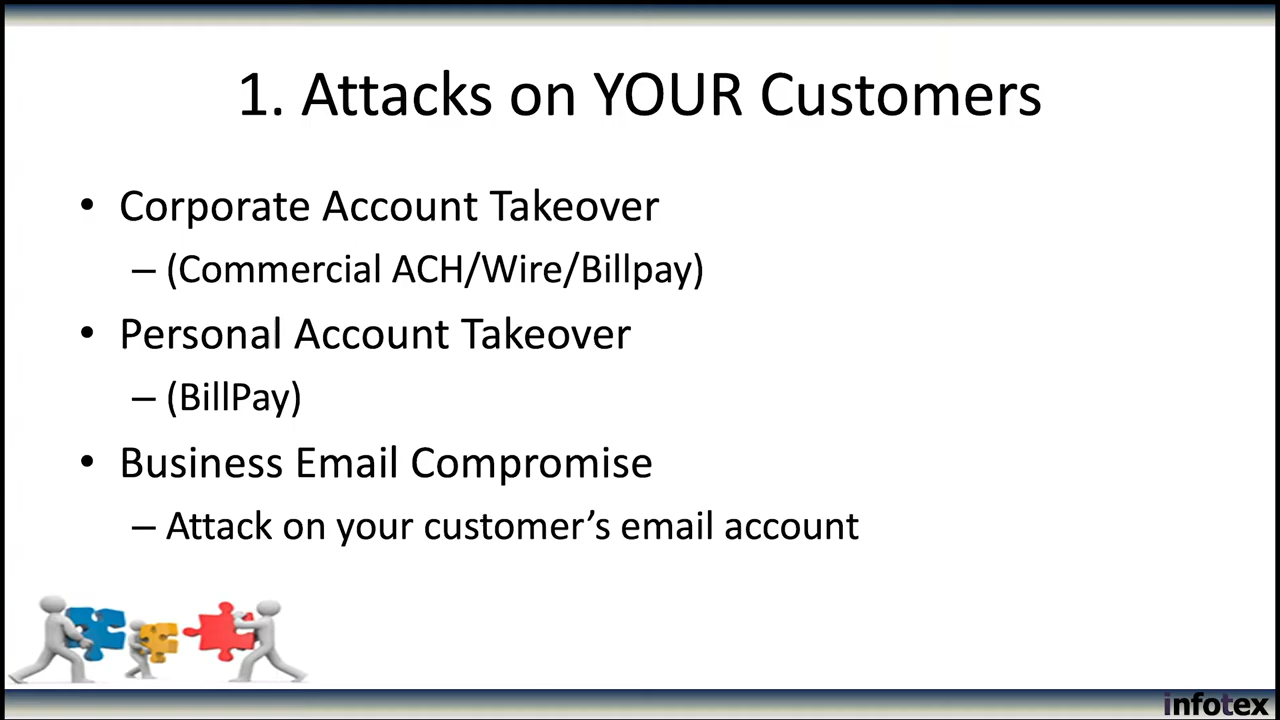 1. Attacks on YOUR Customers
• Corporate Account Takeover
– (Commercial ACH/Wire/Billpay)
• Personal Account Takeover
– (BillPay)
• Business Email Compromise
– Attack on your customer’s email account
infotex